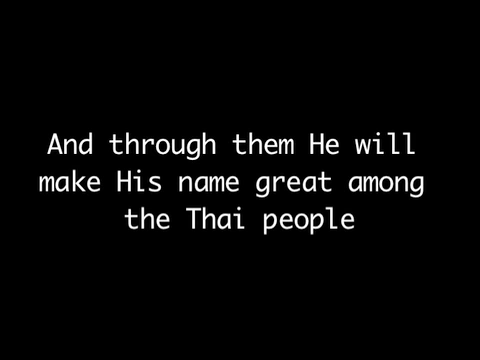 And through them He will
make His name great among
the Thai people